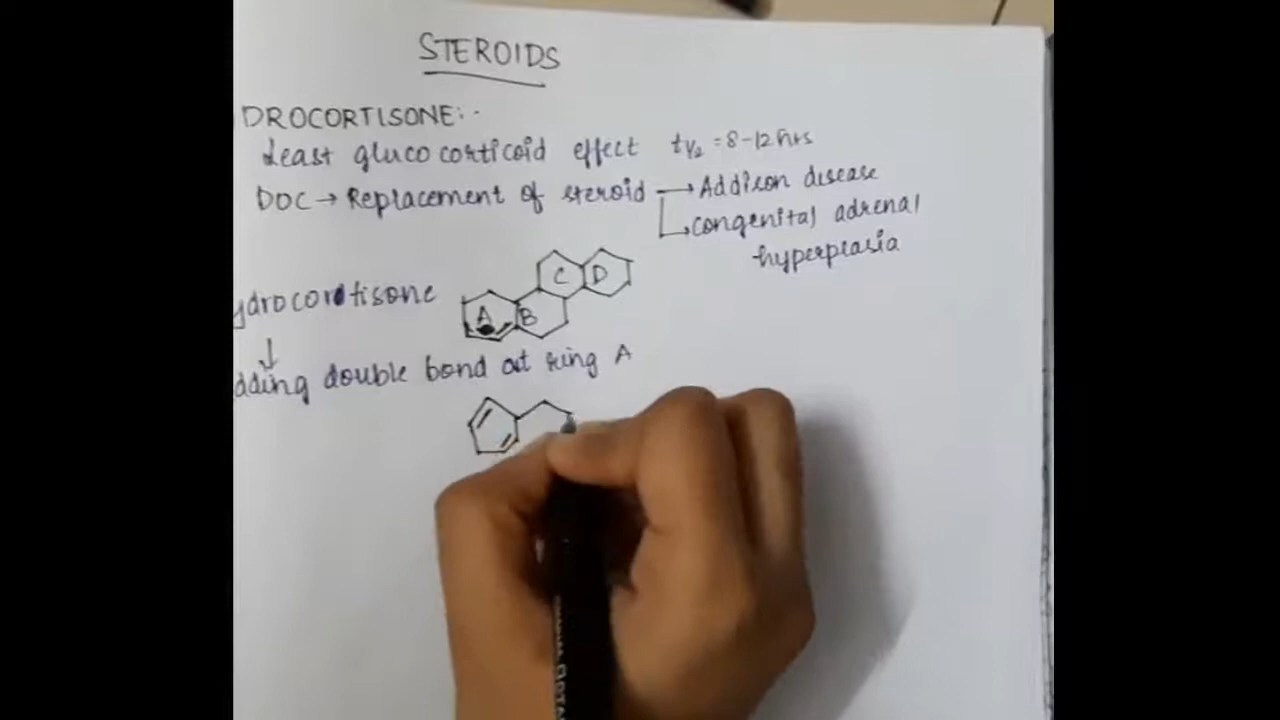 STEROIDS
DROCORTISONE:-
Least glucocorticoid effect t½ = 8-12 hrs
DOC → Replacement of steroid → Addison disease
→ congenital adrenal
hyperplasia
C D
ydrocortisone A B
↓
dding double bond at ring A